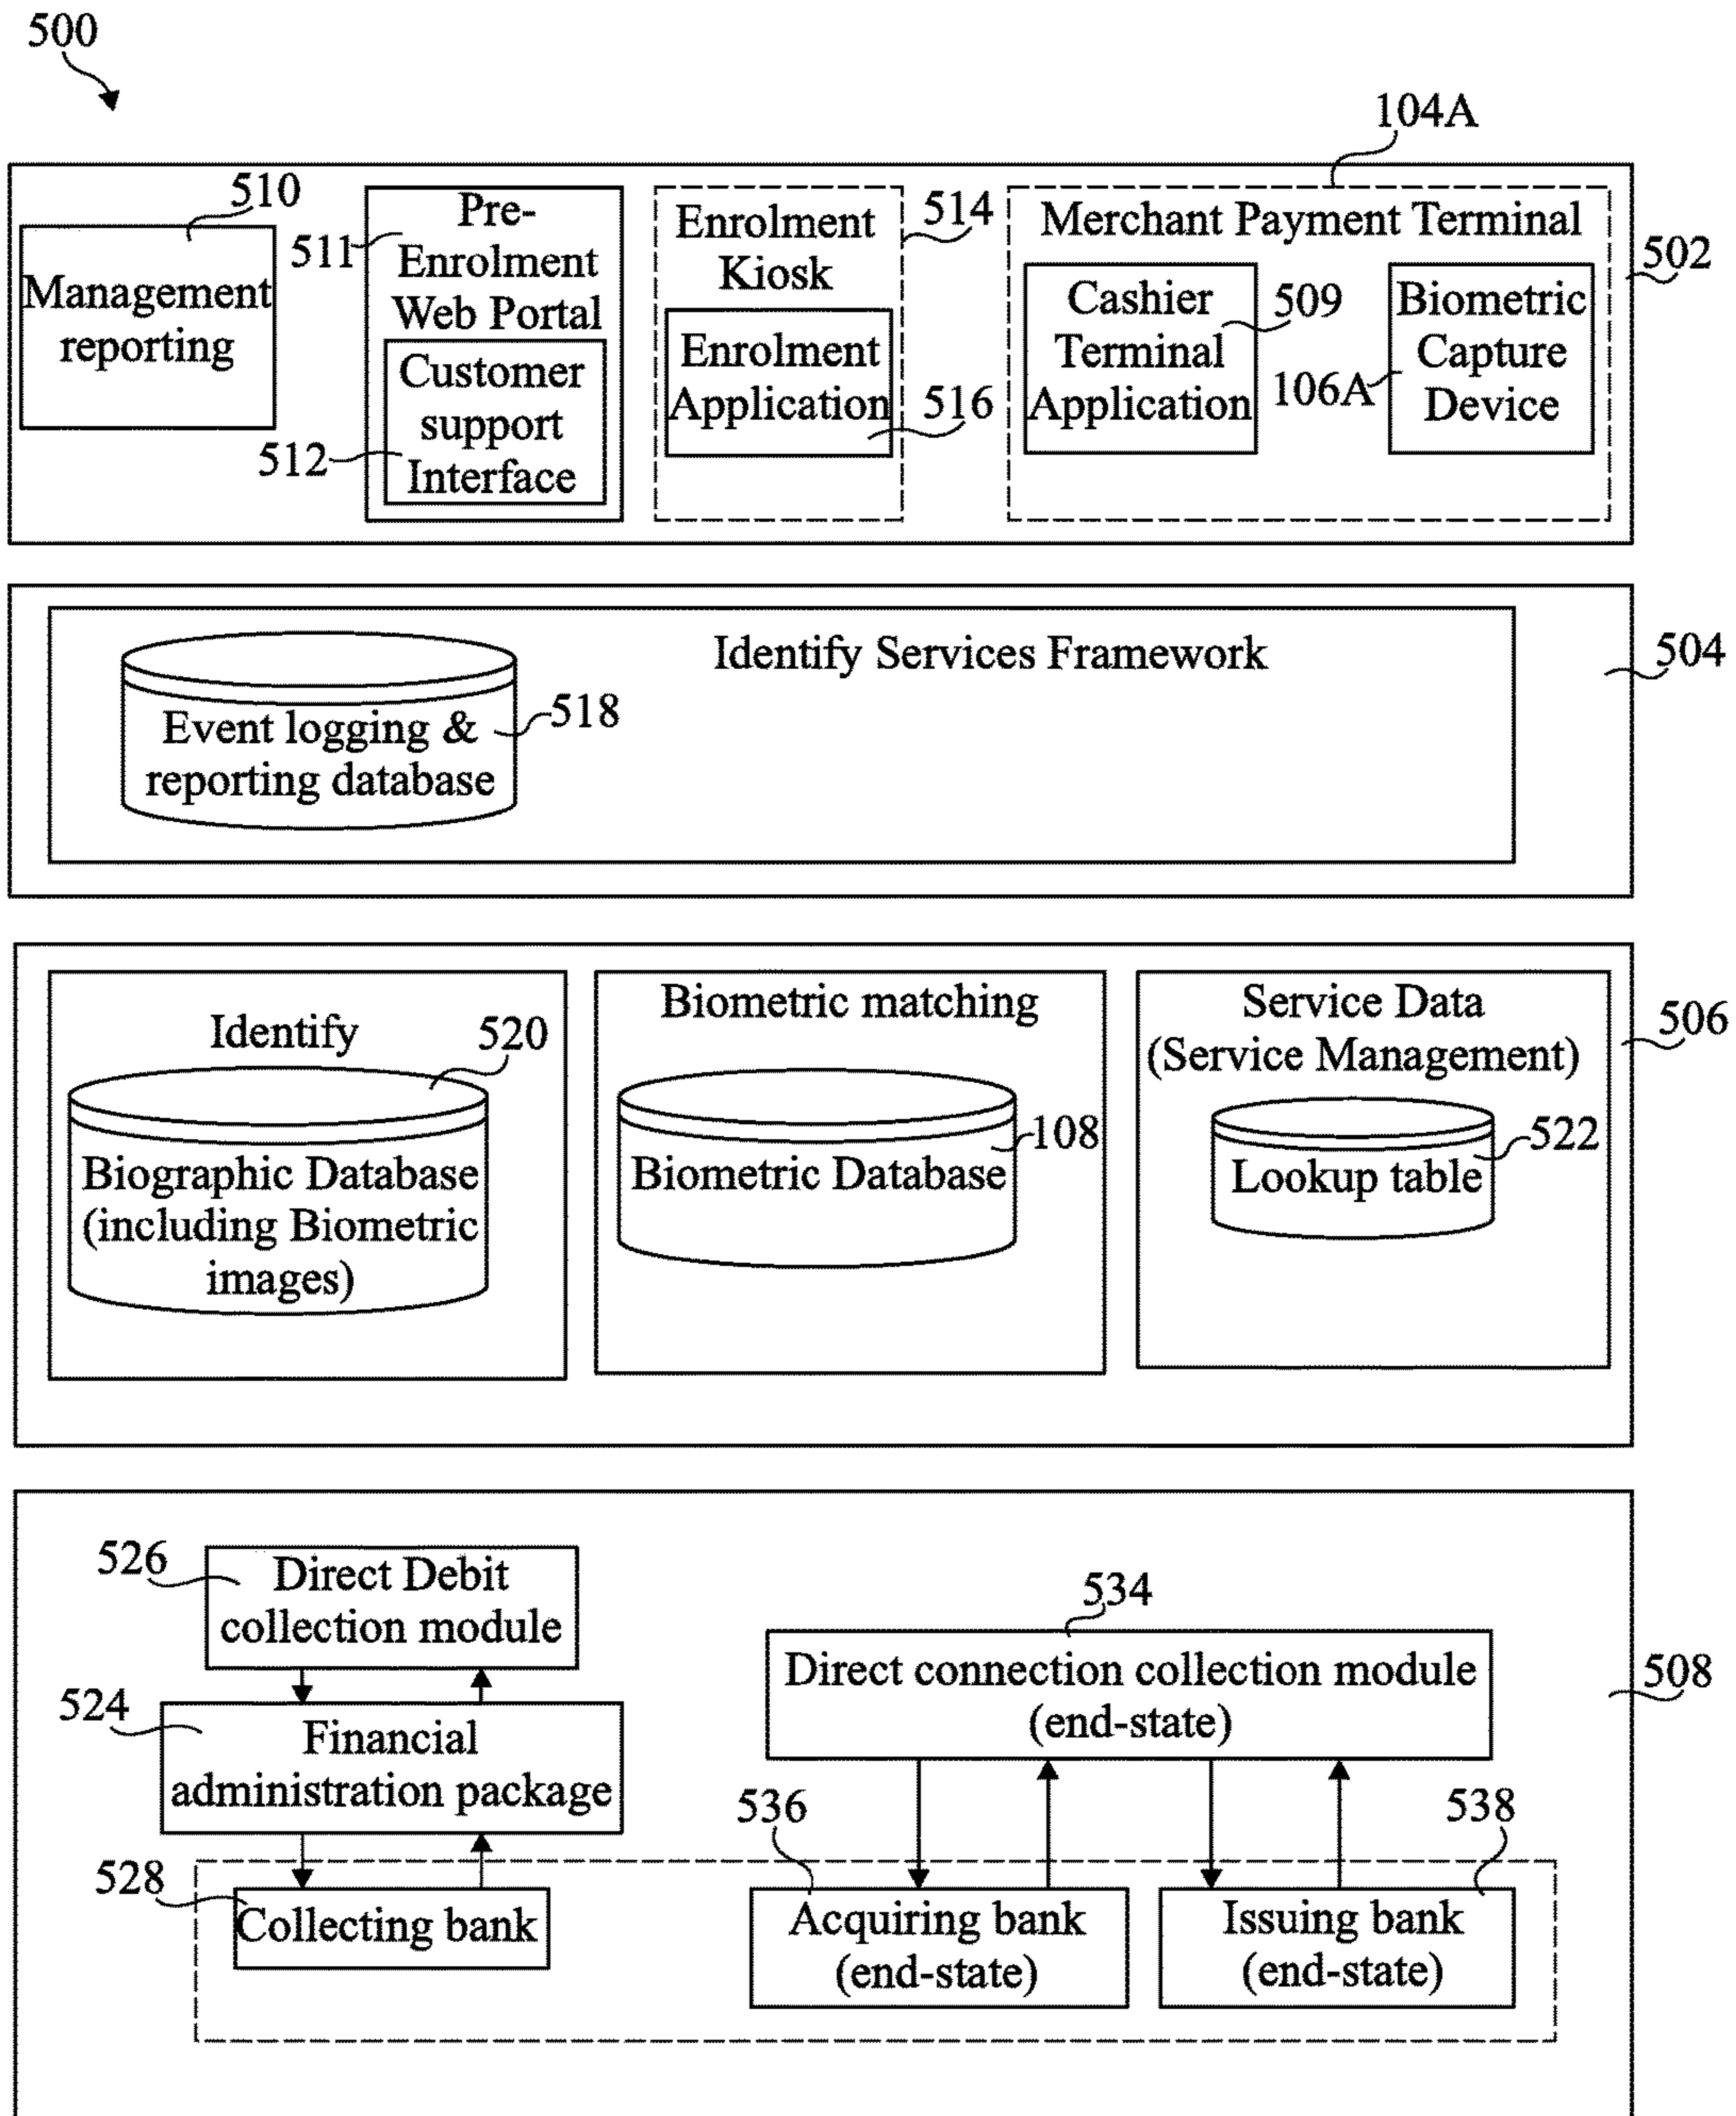 500
104A
510
Management
reporting
511
Pre-
Enrolment
Web Portal
512
Customer
support
Interface
Enrolment
Kiosk
514
Enrolment
Application
516
Merchant Payment Terminal
502
Cashier
Terminal
Application
509
106A
Biometric
Capture
Device
Identify Services Framework
504
Event logging &
reporting database
518
Identify
520
Biographic Database
(including Biometric
images)
Biometric matching
Biometric Database
108
Service Data
(Service Management)
506
Lookup table
522
526
Direct Debit
collection module
524
Financial
administration package
528
Collecting bank
534
Direct connection collection module
(end-state)
508
536
Acquiring bank
(end-state)
538
Issuing bank
(end-state)